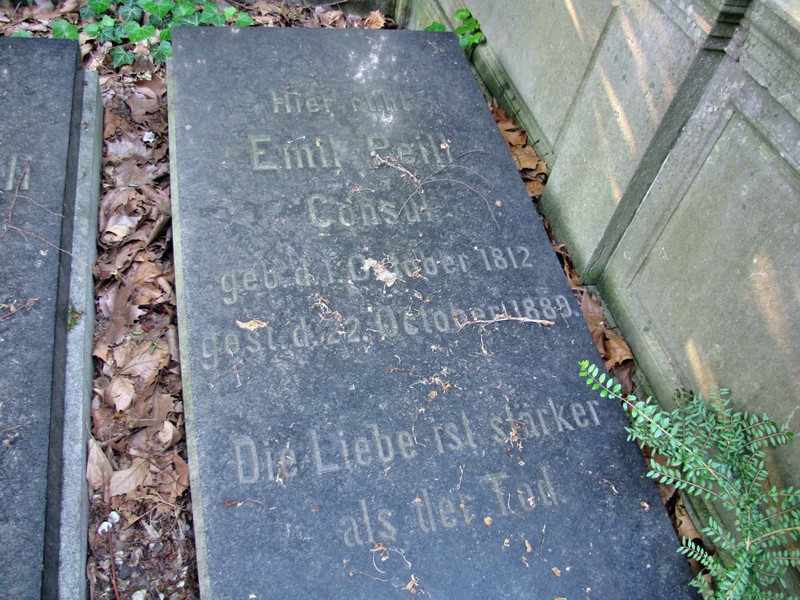 Hier ruht
Emil Reill
Consul
geb. d. 1. October 1812
gest. d. 22. October 1889.
Die Liebe ist stärker
als der Tod.